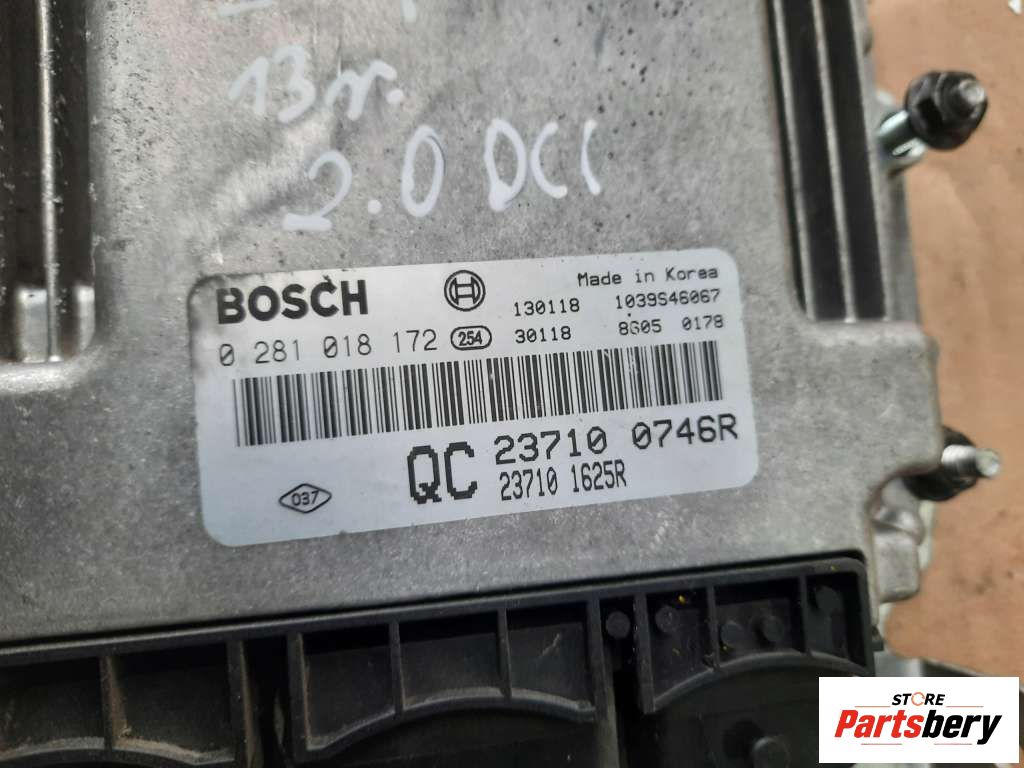 13r.
2.0 DCI
BOSCH
Made in Korea
130118
1039S46067
0 281 018 172
254
30118
8G05 0178
QC 23710 0746R
23710 1625R
037
STORE
Partsbery